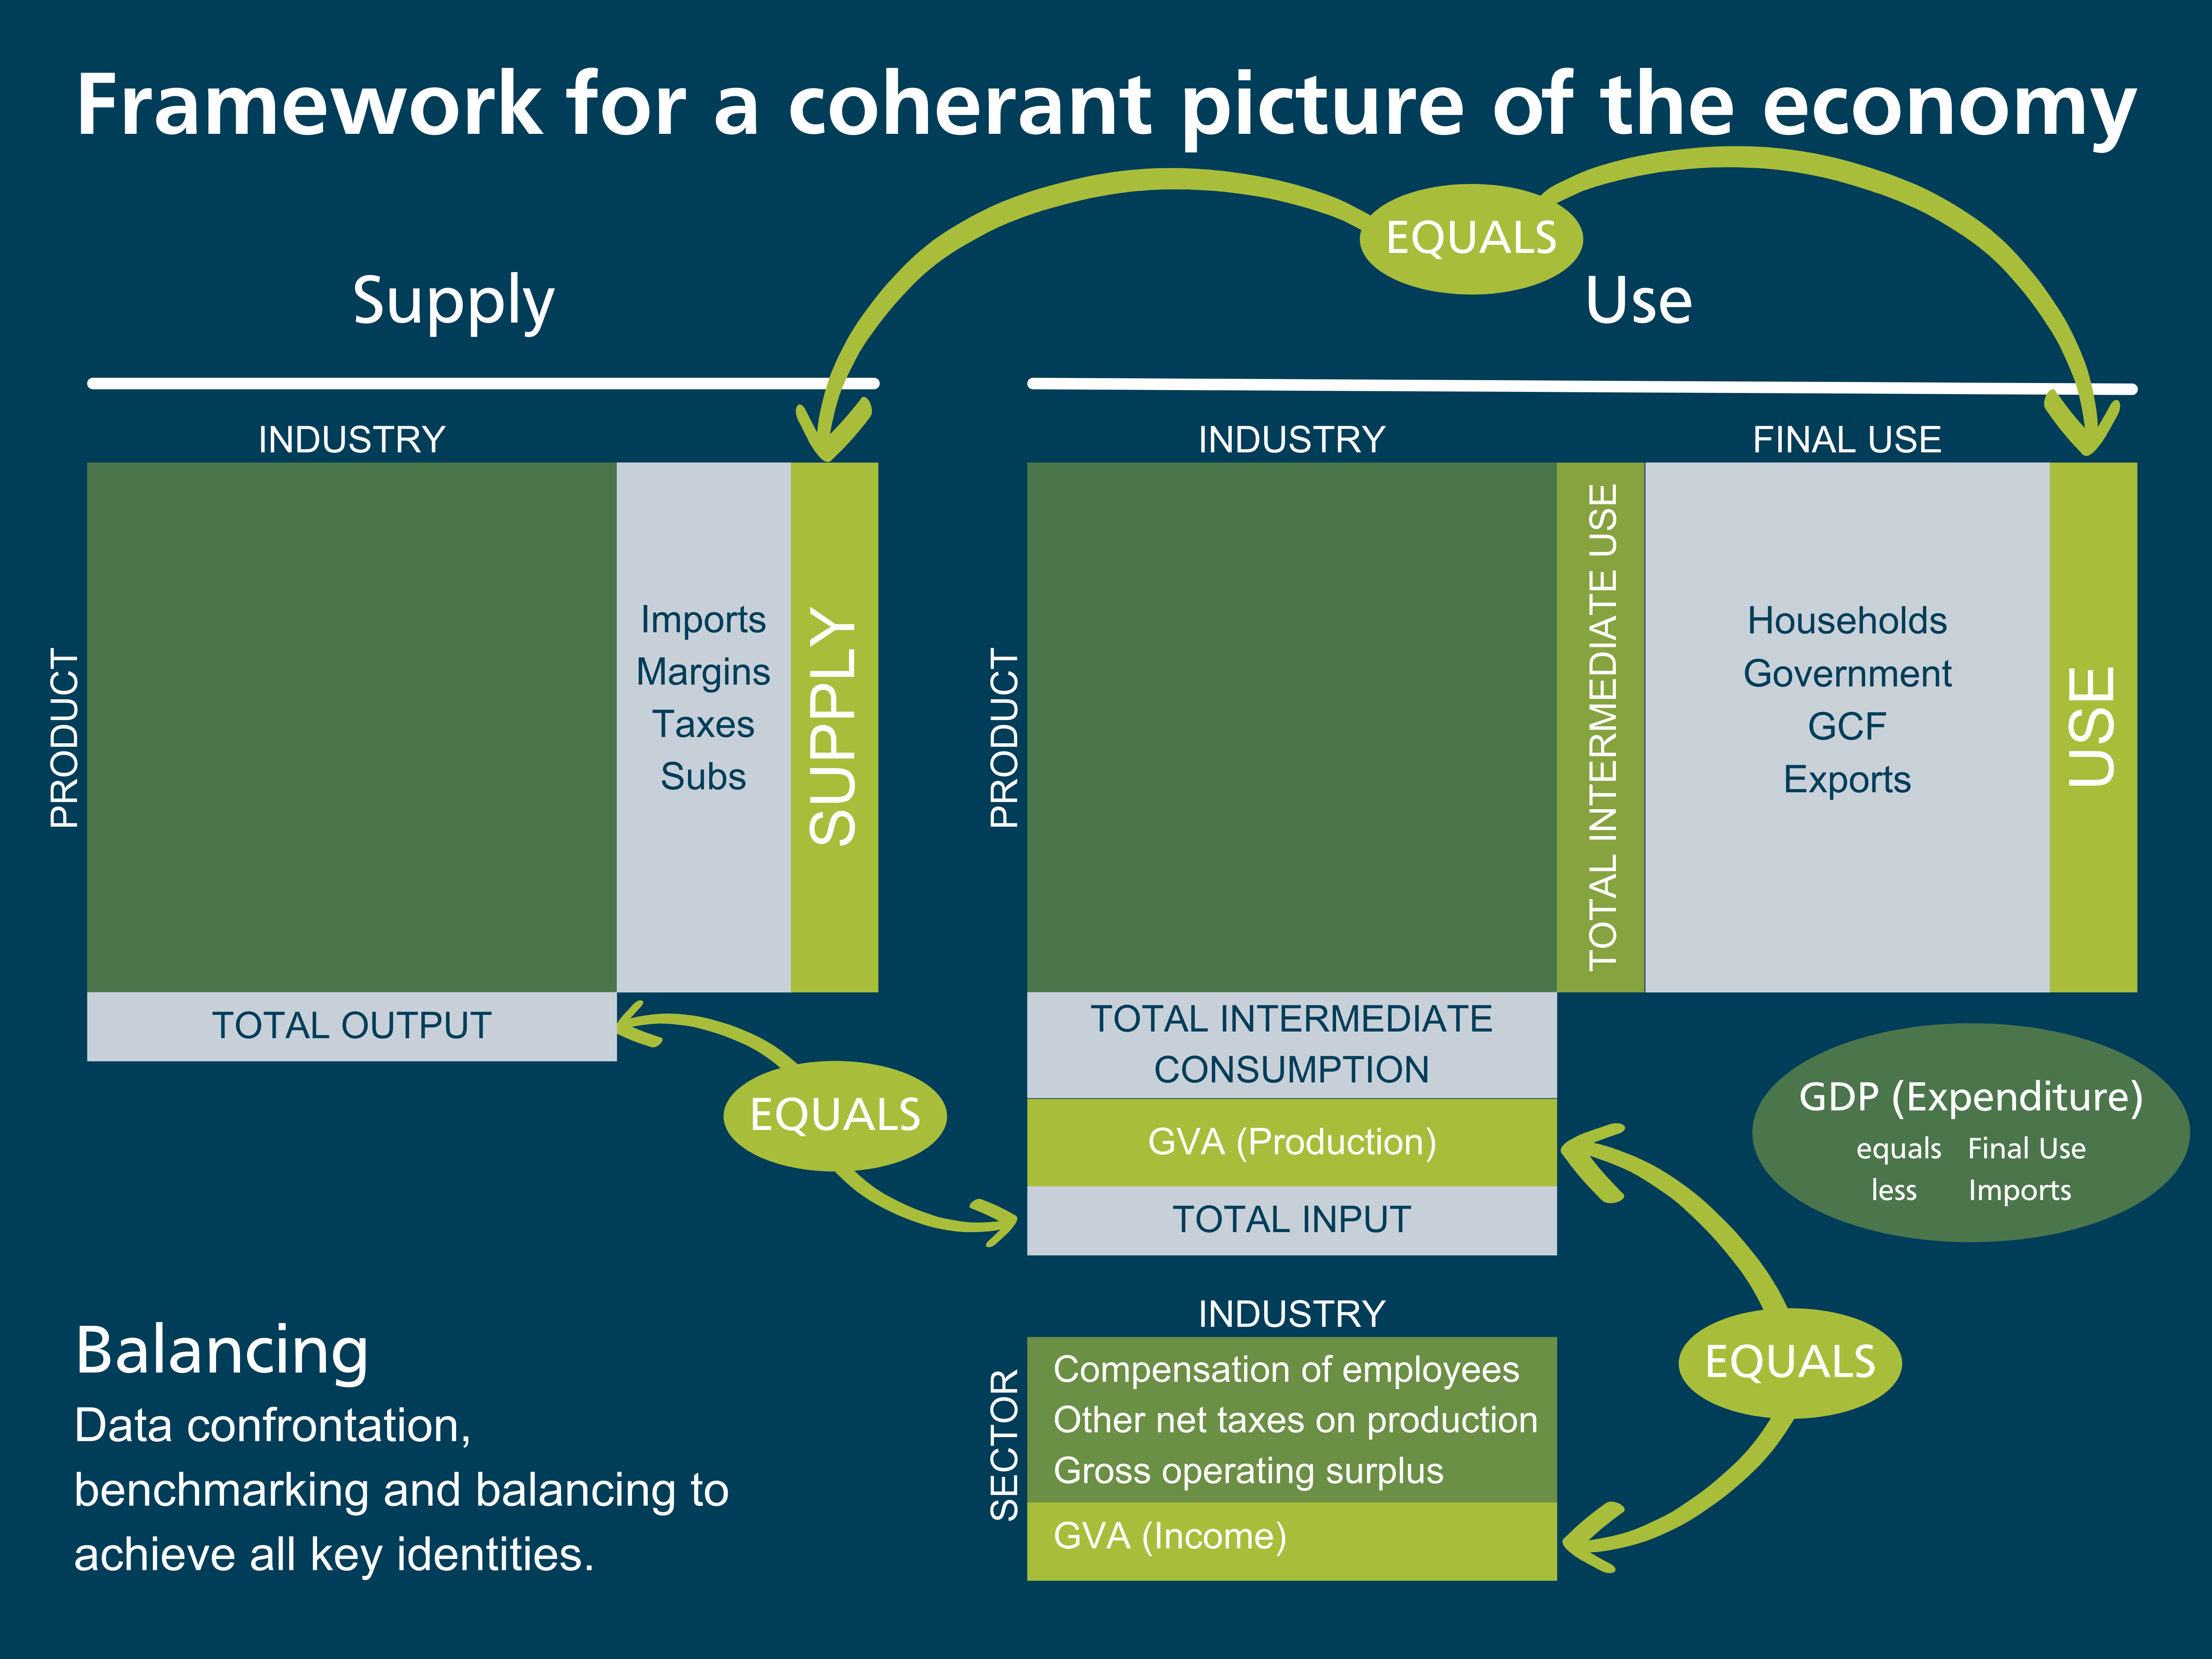 Framework for a coherant picture of the economy
EQUALS
Supply
Use
INDUSTRY
PRODUCT
Imports
Margins
Taxes
Subs
SUPPLY
TOTAL OUTPUT
INDUSTRY
FINAL USE
PRODUCT
TOTAL INTERMEDIATE USE
Households
Government
GCF
Exports
USE
TOTAL INTERMEDIATE
CONSUMPTION
GVA (Production)
TOTAL INPUT
EQUALS
GDP (Expenditure)
equals Final Use
less Imports
INDUSTRY
SECTOR
Compensation of employees
Other net taxes on production
Gross operating surplus
GVA (Income)
EQUALS
Balancing
Data confrontation,
benchmarking and balancing to
achieve all key identities.